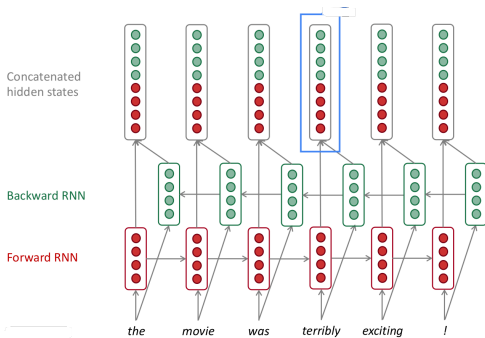 Concatenated
hidden states
Backward RNN
Forward RNN
the movie was terribly exciting !